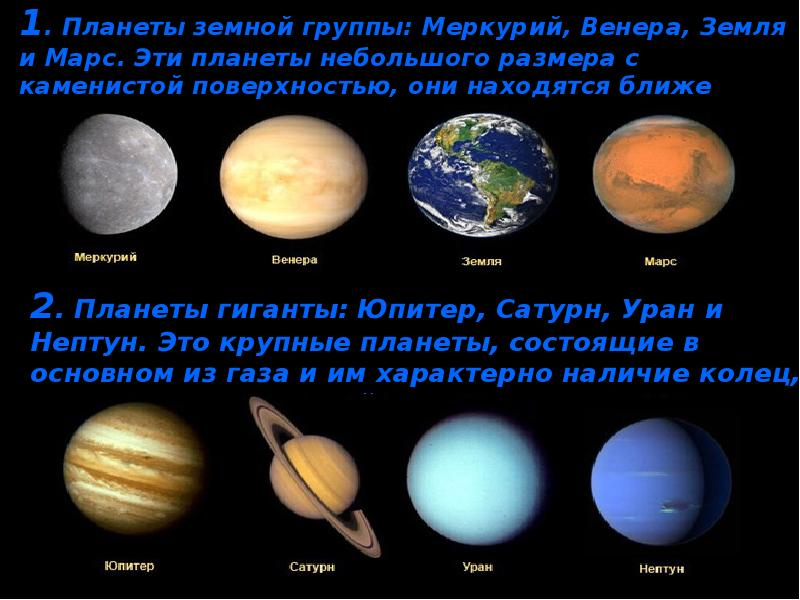 1. Планеты земной группы: Меркурий, Венера, Земля
и Марс. Эти планеты небольшого размера с
каменистой поверхностью, они находятся ближе
Меркурий
Венера
Земля
Марс
2. Планеты гиганты: Юпитер, Сатурн, Уран и
Нептун. Это крупные планеты, состоящие в
основном из газа и им характерно наличие колец,
Юпитер
Сатурн
Уран
Нептун